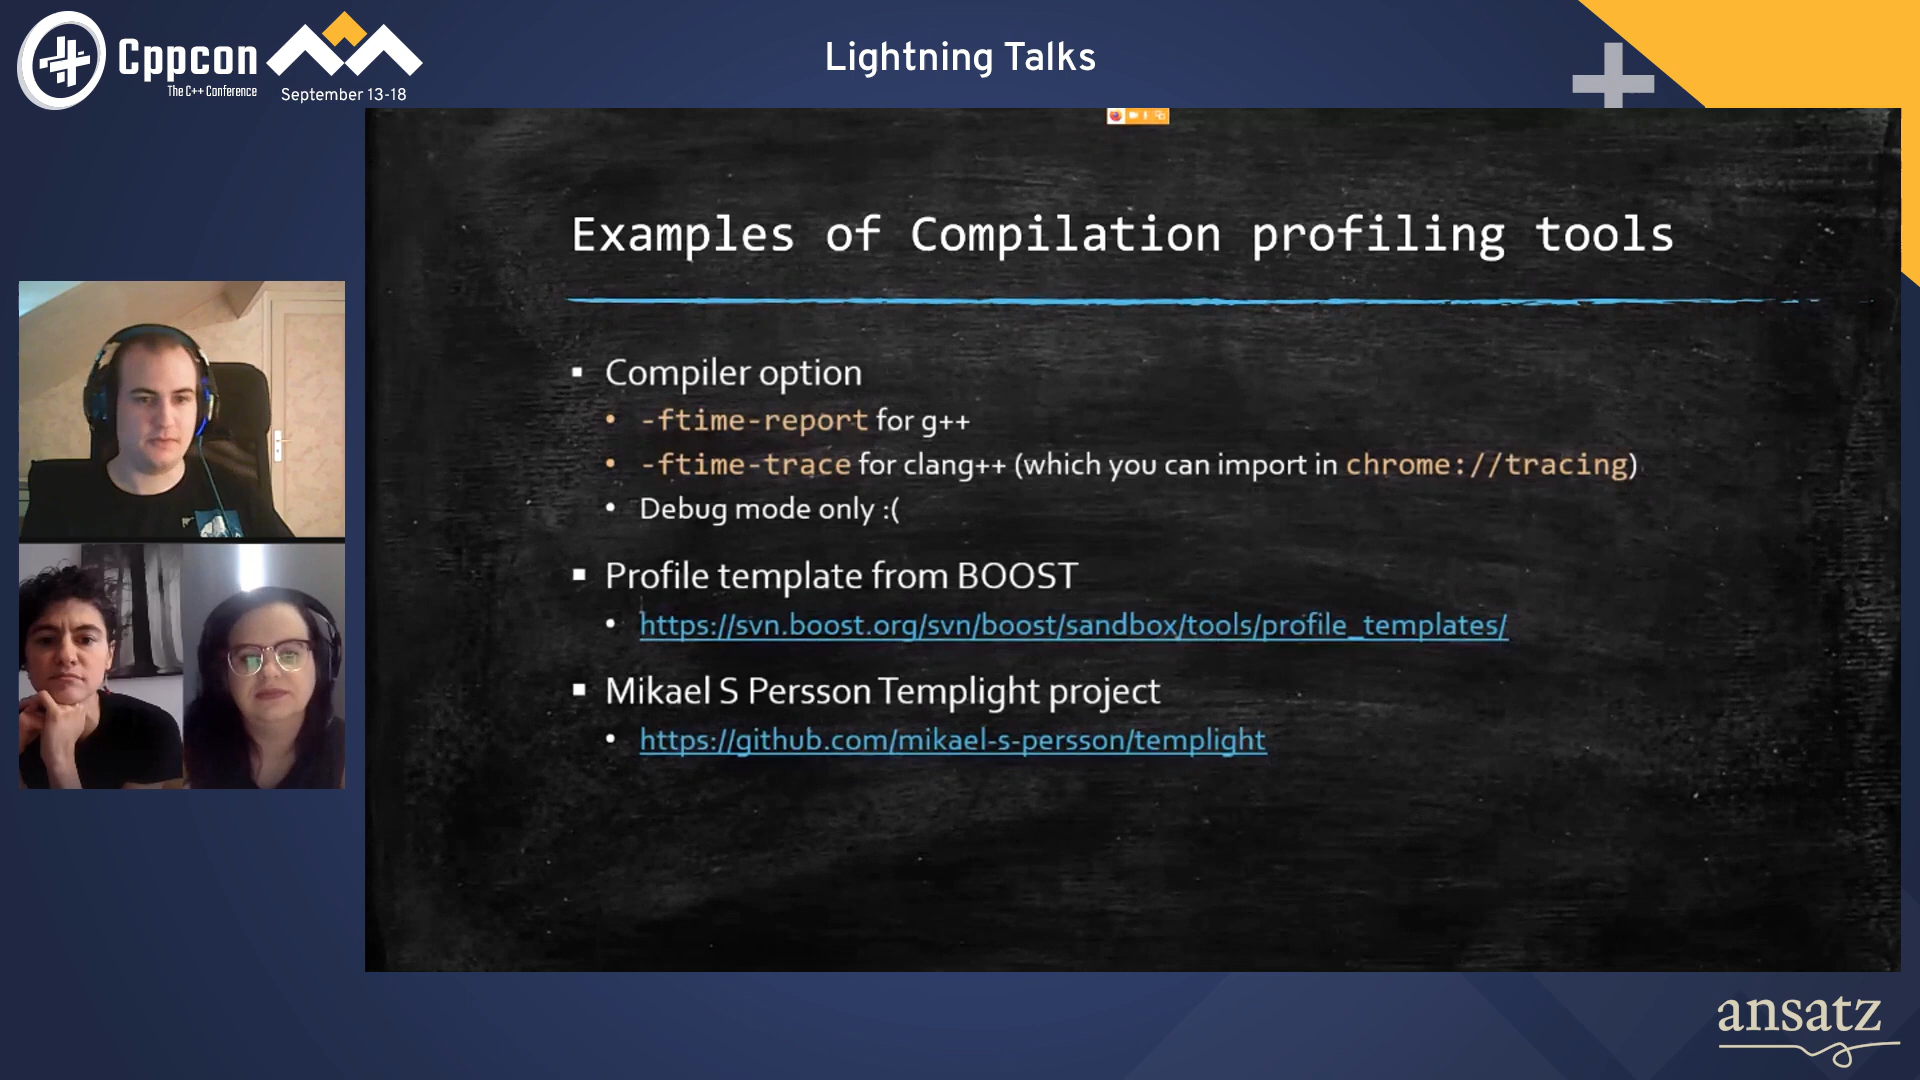 Cppcon
The C++ Conference
September 13-18
Lightning Talks
Examples of Compilation profiling tools
Compiler option
-ftime-report for g++
-ftime-trace for clang++ (which you can import in chrome://tracing)
Debug mode only :(
Profile template from BOOST
https://svn.boost.org/svn/boost/sandbox/tools/profile_templates/
Mikael S Persson Templight project
https://github.com/mikael-s-persson/templight
ansatz